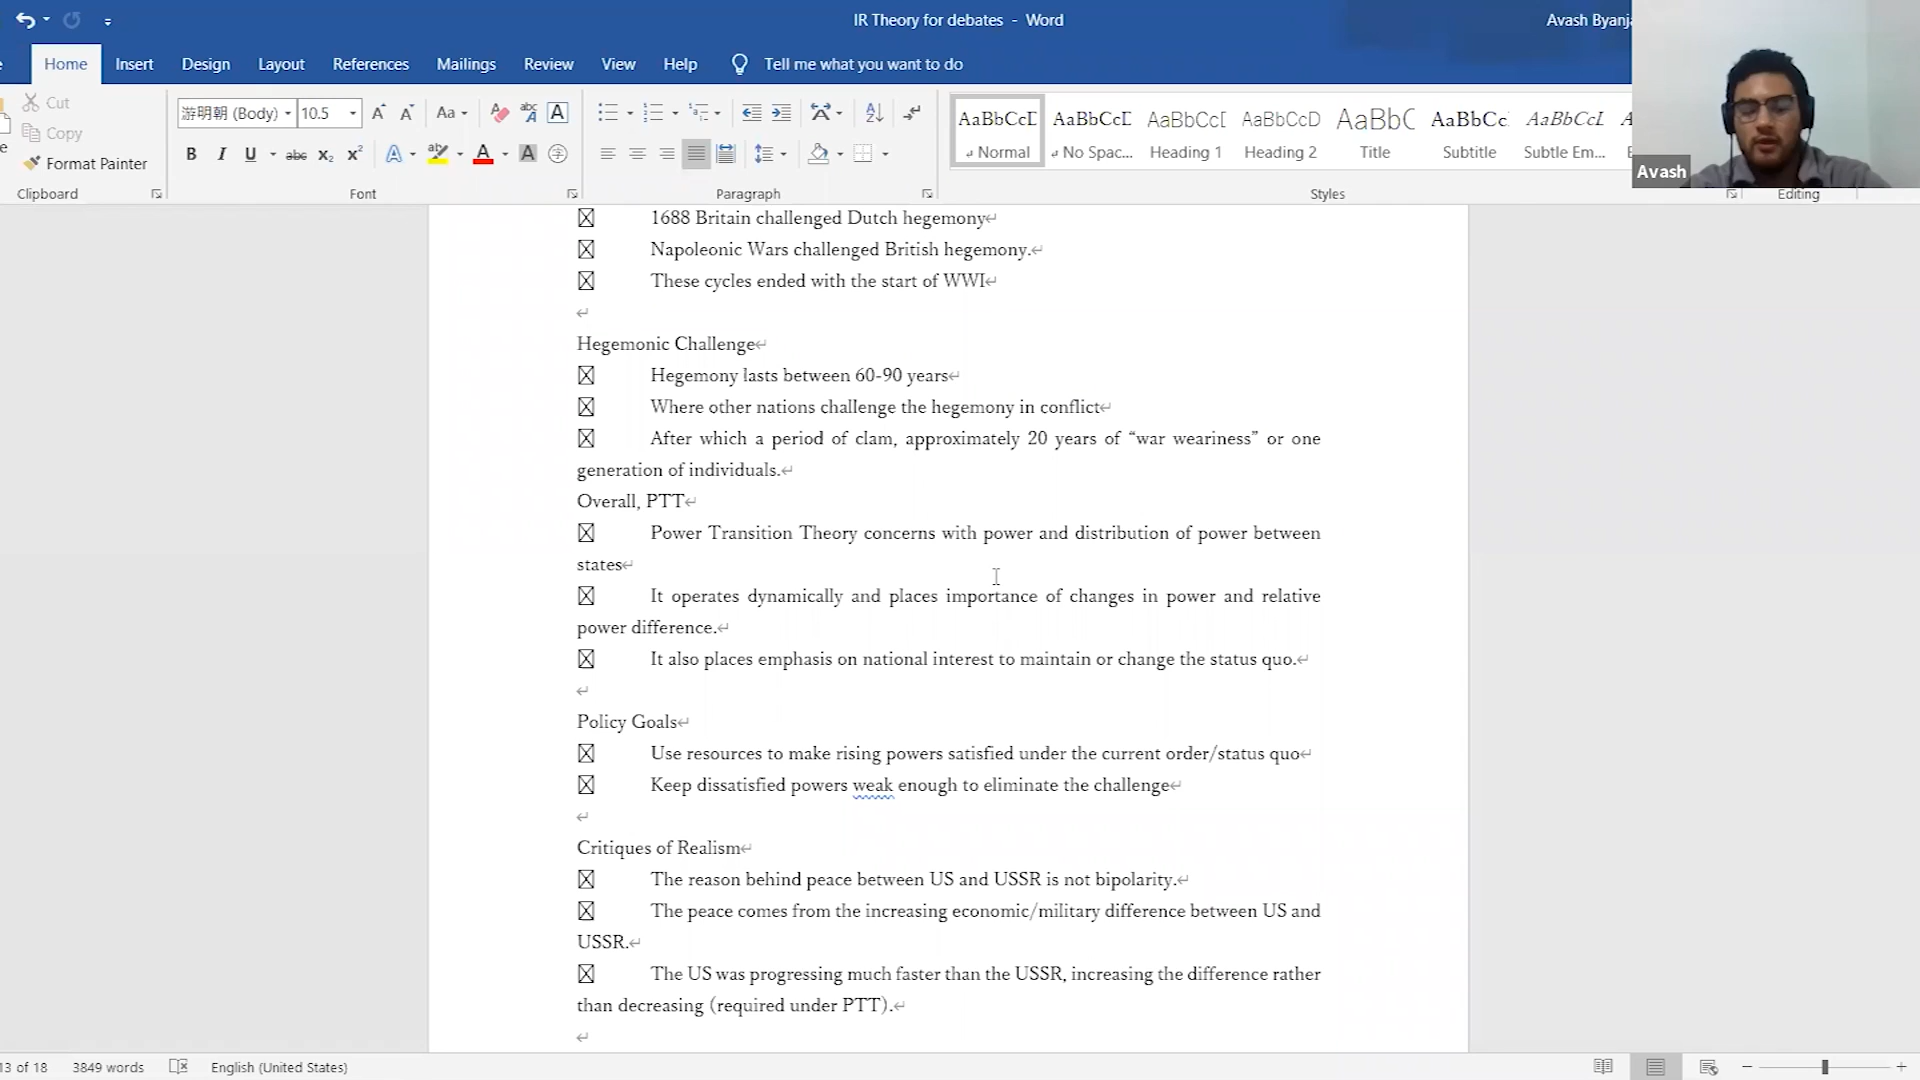 IR Theory for debates - Word
Avash Byanj
Home Insert Design Layout References Mailings Review View Help Tell me what you want to do
Cut
Copy
Format Painter
Clipboard
游明朝 (Body) 10.5
Font
Paragraph
AaBbCcD AaBbCcD AaBbCcD AaBbCcD AaBbC AaBbCc AaBbCcL
Normal No Spac... Heading 1 Heading 2 Title Subtitle Subtle Em...
Styles
Editing
Avash
1688 Britain challenged Dutch hegemony
Napoleonic Wars challenged British hegemony.
These cycles ended with the start of WWI
Hegemonic Challenge
Hegemony lasts between 60-90 years
Where other nations challenge the hegemony in conflict
After which a period of clam, approximately 20 years of “war weariness” or one
generation of individuals.
Overall, PTT
Power Transition Theory concerns with power and distribution of power between
states
It operates dynamically and places importance of changes in power and relative
power difference.
It also places emphasis on national interest to maintain or change the status quo.
Policy Goals
Use resources to make rising powers satisfied under the current order/status quo
Keep dissatisfied powers weak enough to eliminate the challenge
Critiques of Realism
The reason behind peace between US and USSR is not bipolarity.
The peace comes from the increasing economic/military difference between US and
USSR.
The US was progressing much faster than the USSR, increasing the difference rather
than decreasing (required under PTT).
13 of 18 3849 words English (United States)